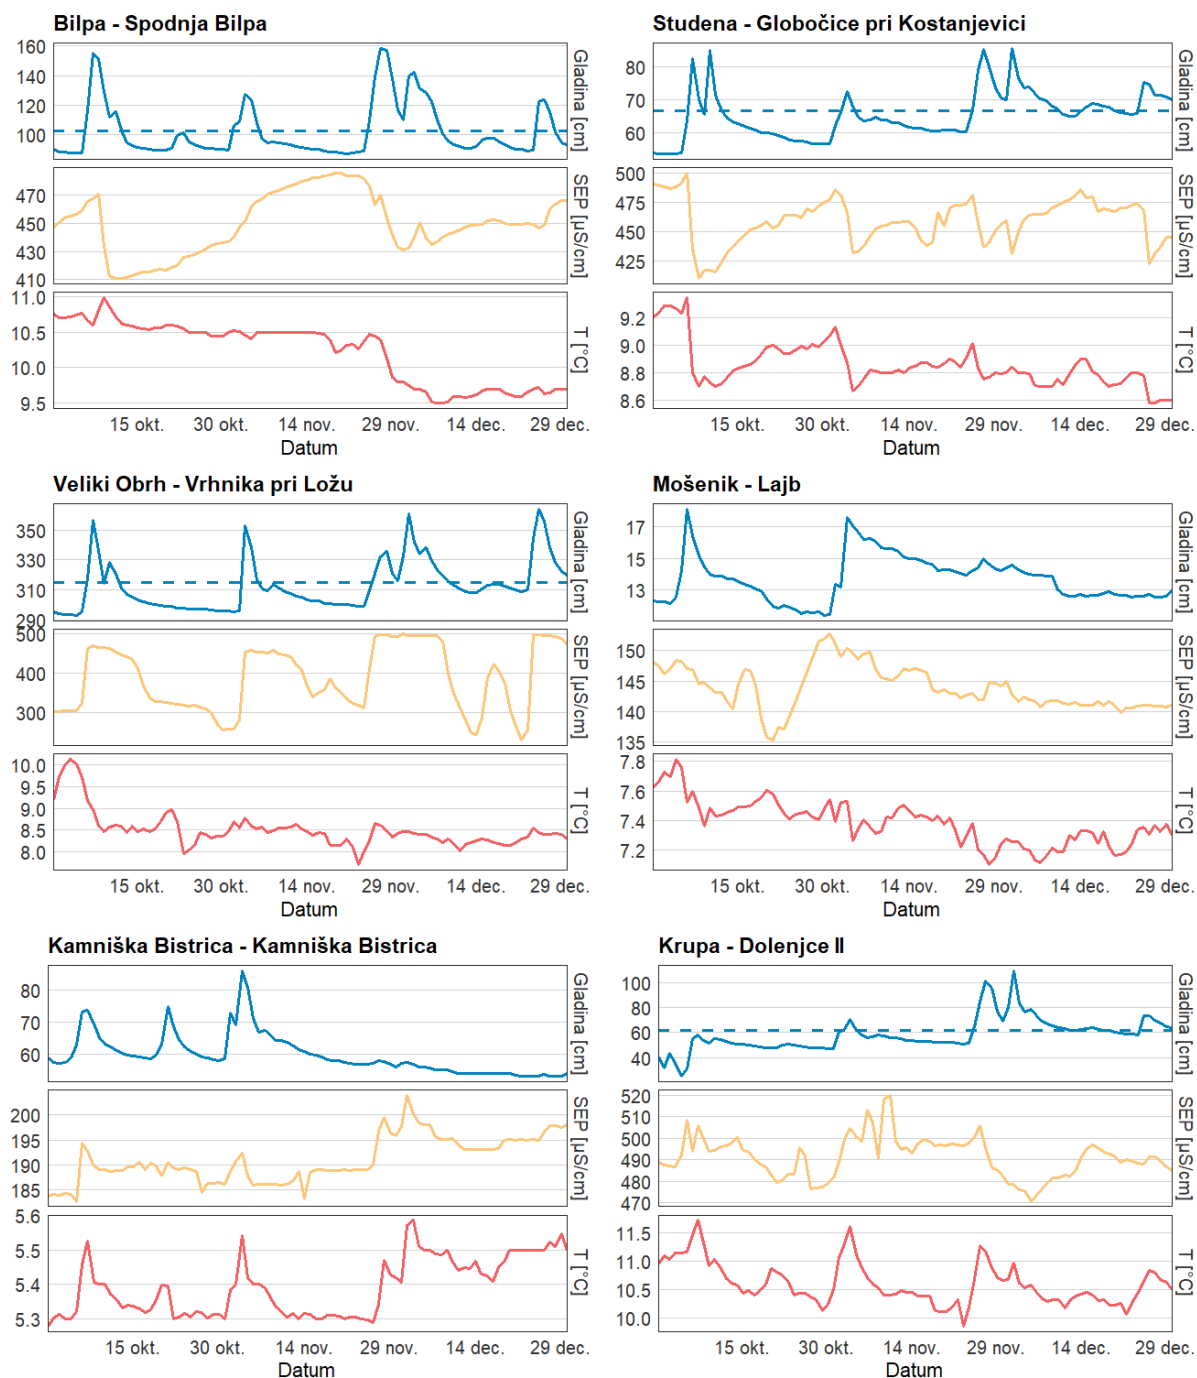 Bilpa - Spodnja Bilpa
160
140
120
100
Gladina [cm]
470
450
430
410
SEP [µS/cm]
11.0
10.5
10.0
9.5
T [°C]
15 okt. 30 okt. 14 nov. 29 nov. 14 dec. 29 dec.
Datum
Studena - Globočice pri Kostanjevici
80
70
60
Gladina [cm]
500
475
450
425
SEP [µS/cm]
9.2
9.0
8.8
8.6
T [°C]
15 okt. 30 okt. 14 nov. 29 nov. 14 dec. 29 dec.
Datum
Veliki Obrh - Vrhnika pri Ložu
350
330
310
290
Gladina [cm]
500
400
300
SEP [µS/cm]
10.0
9.5
9.0
8.5
8.0
T [°C]
15 okt. 30 okt. 14 nov. 29 nov. 14 dec. 29 dec.
Datum
Mošenik - Lajb
17
15
13
Gladina [cm]
150
145
140
135
SEP [µS/cm]
7.8
7.6
7.4
7.2
T [°C]
15 okt. 30 okt. 14 nov. 29 nov. 14 dec. 29 dec.
Datum
Kamniška Bistrica - Kamniška Bistrica
80
70
60
Gladina [cm]
200
195
190
185
SEP [µS/cm]
5.6
5.5
5.4
5.3
T [°C]
15 okt. 30 okt. 14 nov. 29 nov. 14 dec. 29 dec.
Datum
Krupa - Dolenjce II
100
80
60
40
Gladina [cm]
520
510
500
490
480
470
SEP [µS/cm]
11.5
11.0
10.5
10.0
T [°C]
15 okt. 30 okt. 14 nov. 29 nov. 14 dec. 29 dec.
Datum